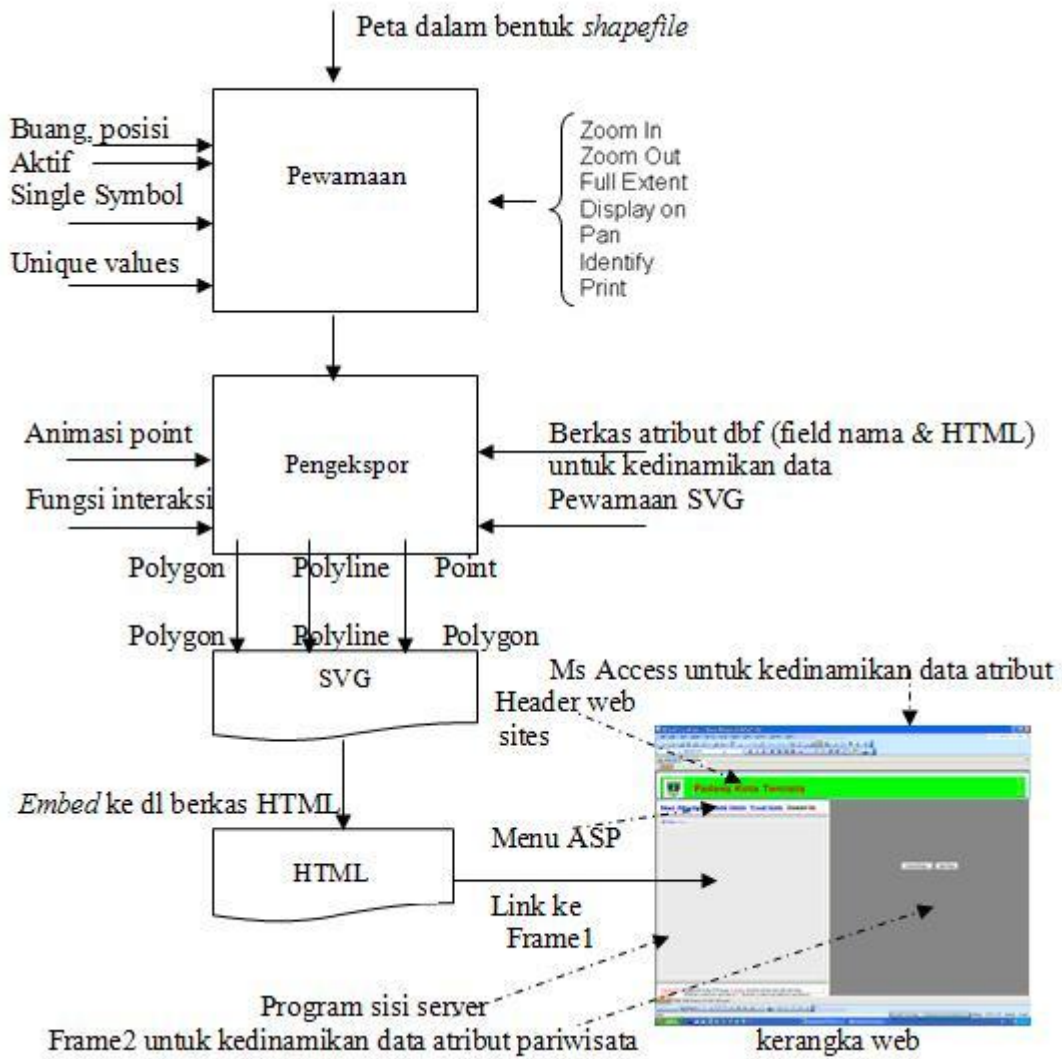 Peta dalam bentuk shapefile
Buang, posisi
Aktif
Single Symbol
Unique values
Pewarnaan
Zoom In
Zoom Out
Full Extent
Display on
Pan
Identify
Print
Animasi point
Fungsi interaksi
Pengekspor
Berkas atribut dbf (field nama & HTML)
untuk kedinamikan data
Pewarnaan SVG
Polygon Polyline Point
Polygon Polyline Polygon
SVG
Ms Access untuk kedinamikan data atribut
Header web
sites
Padang Kota Tercinta
Embed ke dl berkas HTML
Menu ASP
HTML
Link ke
Frame1
Program sisi server
Frame2 untuk kedinamikan data atribut pariwisata
kerangka web